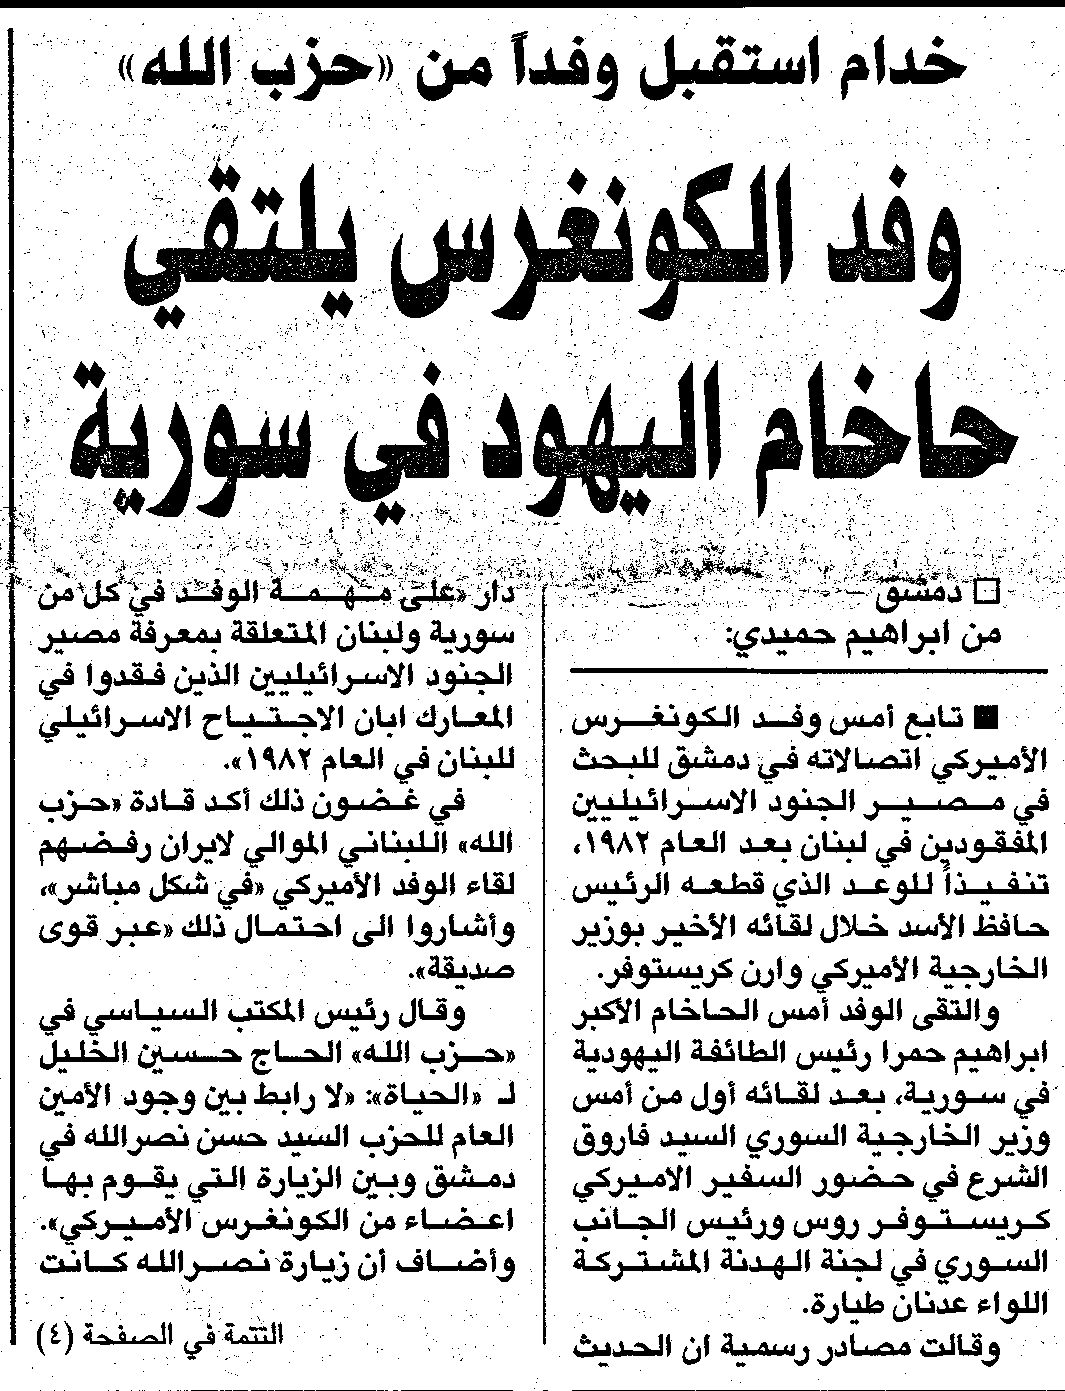 خدام استقبل وفداً من «حزب الله»
وفد الكونغرس يلتقي
حاخام اليهود في سورية
□ دمشق
من ابراهيم حميدي:
■ تابع أمس وفد الكونغرس
الأميركي اتصالاته في دمشق للبحث
في مصير الجنود الاسرائيليين
المفقودين في لبنان بعد العام ١٩٨٢،
تنفيذاً للوعد الذي قطعه الرئيس
حافظ الأسد خلال لقائه الأخير بوزير
الخارجية الأميركي وارن كريستوفر.
والتقى الوفد أمس الحاخام الأكبر
ابراهيم حمرا رئيس الطائفة اليهودية
في سورية، بعد لقائه أول من أمس
وزير الخارجية السوري السيد فاروق
الشرع في حضور السفير الاميركي
كريستوفر روس ورئيس الجانب
السوري في لجنة الهدنة المشتركة
اللواء عدنان طيارة.
وقالت مصادر رسمية ان الحديث
دار «على مهمة الوفد في كل من
سورية ولبنان المتعلقة بمعرفة مصير
الجنود الاسرائيليين الذين فقدوا في
المعارك ابان الاجتياح الاسرائيلي
للبنان في العام ١٩٨٢».
في غضون ذلك أكد قادة «حزب
الله» اللبناني الموالي لايران رفضهم
لقاء الوفد الأميركي «في شكل مباشر»،
وأشاروا الى احتمال ذلك «عبر قوى
صديقة».
وقال رئيس المكتب السياسي في
«حزب الله» الحاج حسين الخليل
لـ «الحياة»: «لا رابط بين وجود الأمين
العام للحزب السيد حسن نصرالله في
دمشق وبين الزيارة التي يقوم بها
اعضاء من الكونغرس الأميركي».
وأضاف أن زيارة نصرالله كانت
التتمة في الصفحة (٤)